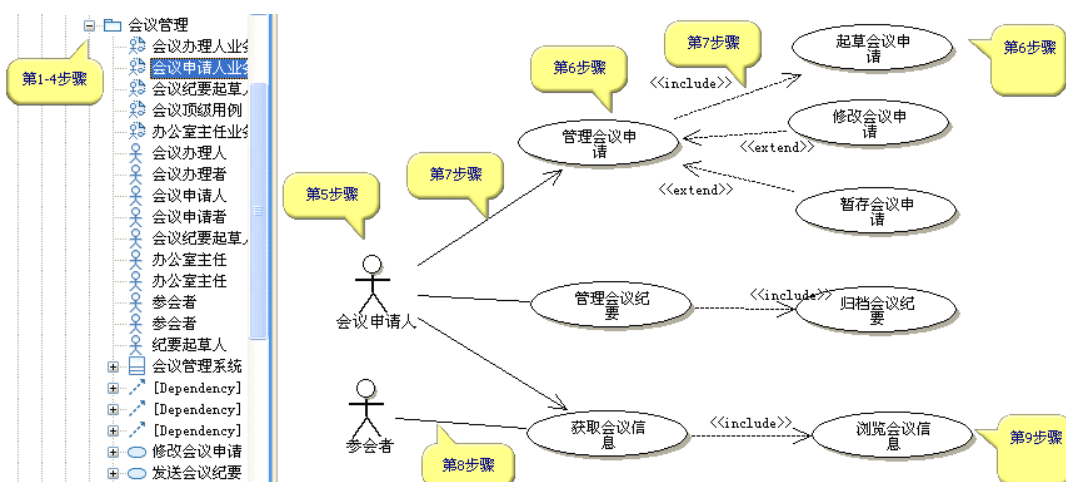 会议管理
会议办理人业务
会议申请人业务
会议纪要起草人
会议顶级用例
办公室主任业务
会议办理人
会议办理者
会议申请人
会议申请者
会议纪要起草人
办公室主任
办公室主任
参会者
参会者
纪要起草人
会议管理系统
[Dependency]
[Dependency]
[Dependency]
修改会议申请
发送会议纪要
第1-4步骤
第7步骤
起草会议申
请
第6步骤
第6步骤
<<include>>
管理会议申
请
修改会议申
请
<<extend>>
第7步骤
<<extend>>
暂存会议申
请
第5步骤
会议申请人
管理会议纪
要
<<include>>
归档会议纪
要
参会者
获取会议信
息
<<include>>
浏览会议信
息
第8步骤
第9步骤